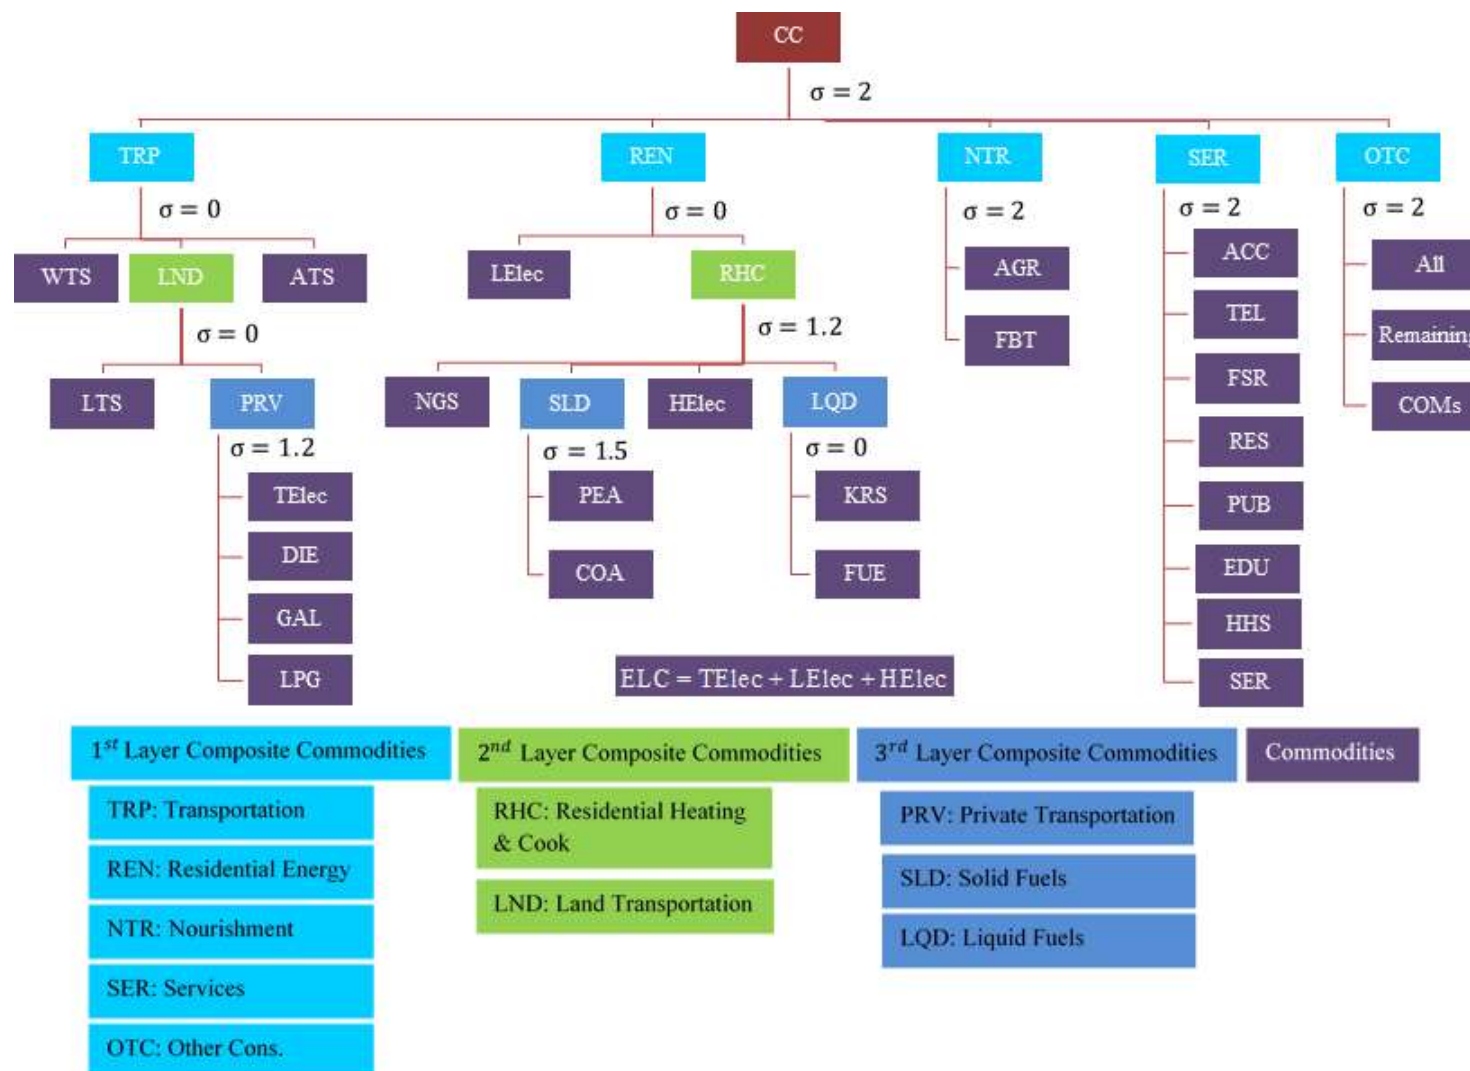 CC
σ = 2
TRP
REN
NTR
SER
OTC
σ = 0
σ = 0
σ = 2
σ = 2
σ = 2
WTS
LND
ATS
LElec
RHC
AGR
FBT
ACC
TEL
FSR
RES
PUB
EDU
HHS
SER
All
Remaining
COMs
σ = 0
σ = 1.2
LTS
PRV
NGS
SLD
HElec
LQD
σ = 1.2
σ = 1.5
σ = 0
TElec
DIE
GAL
LPG
PEA
COA
KRS
FUE
ELC = TElec + LElec + HElec
1st Layer Composite Commodities
2nd Layer Composite Commodities
3rd Layer Composite Commodities
Commodities
TRP: Transportation
REN: Residential Energy
NTR: Nourishment
SER: Services
OTC: Other Cons.
RHC: Residential Heating
& Cook
LND: Land Transportation
PRV: Private Transportation
SLD: Solid Fuels
LQD: Liquid Fuels